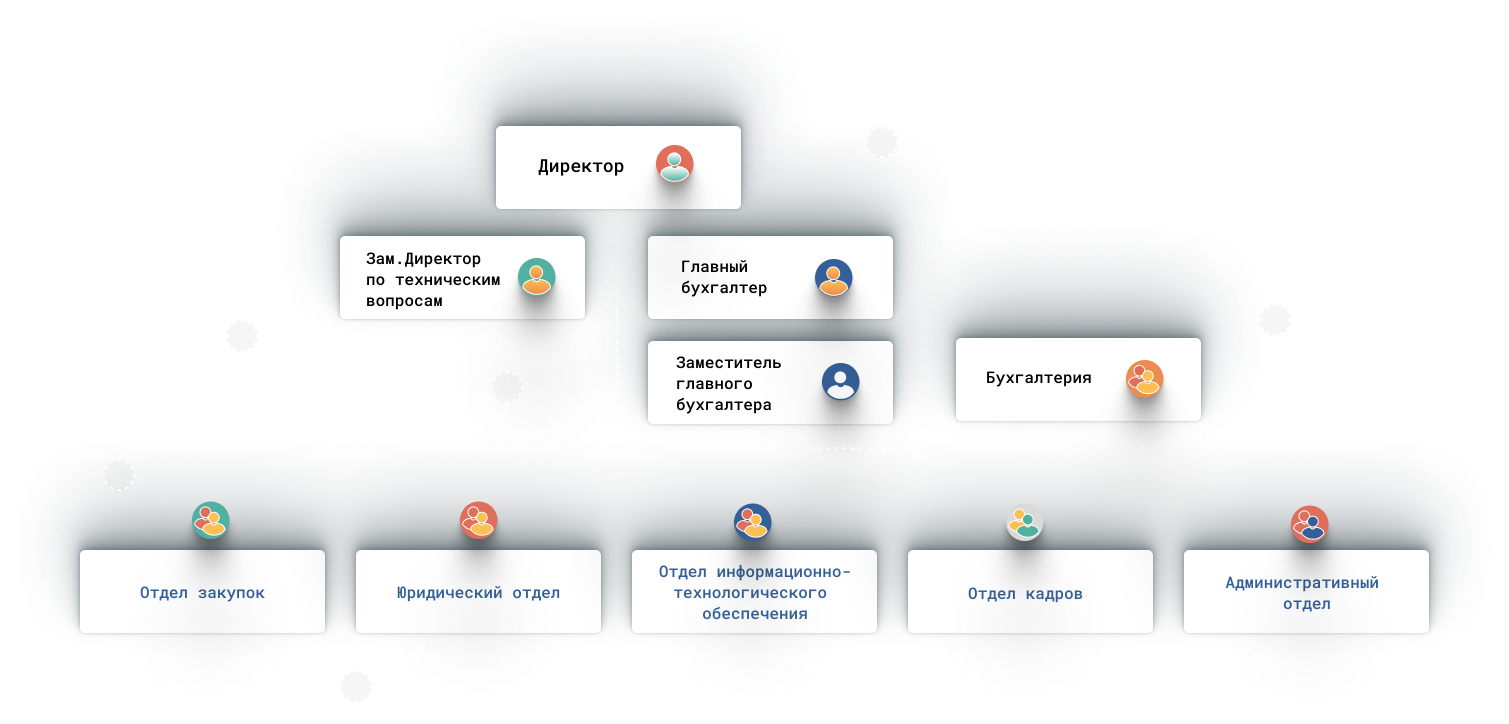 Директор
Зам.Директор
по техническим
вопросам
Главный
бухгалтер
Заместитель
главного
бухгалтера
Бухгалтерия
Отдел закупок
Юридический отдел
Отдел информационно-
технологического
обеспечения
Отдел кадров
Административный
отдел